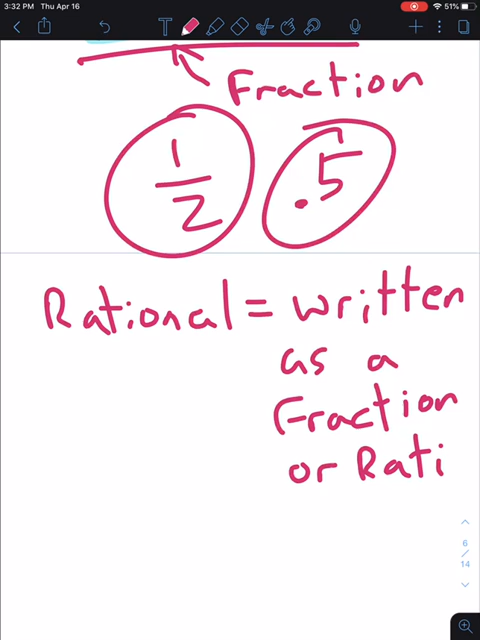 3:32 PM Thu Apr 16
51%
Fraction
1
2
.5
Rational = written
as a
Fraction
or Rati
6
/
14